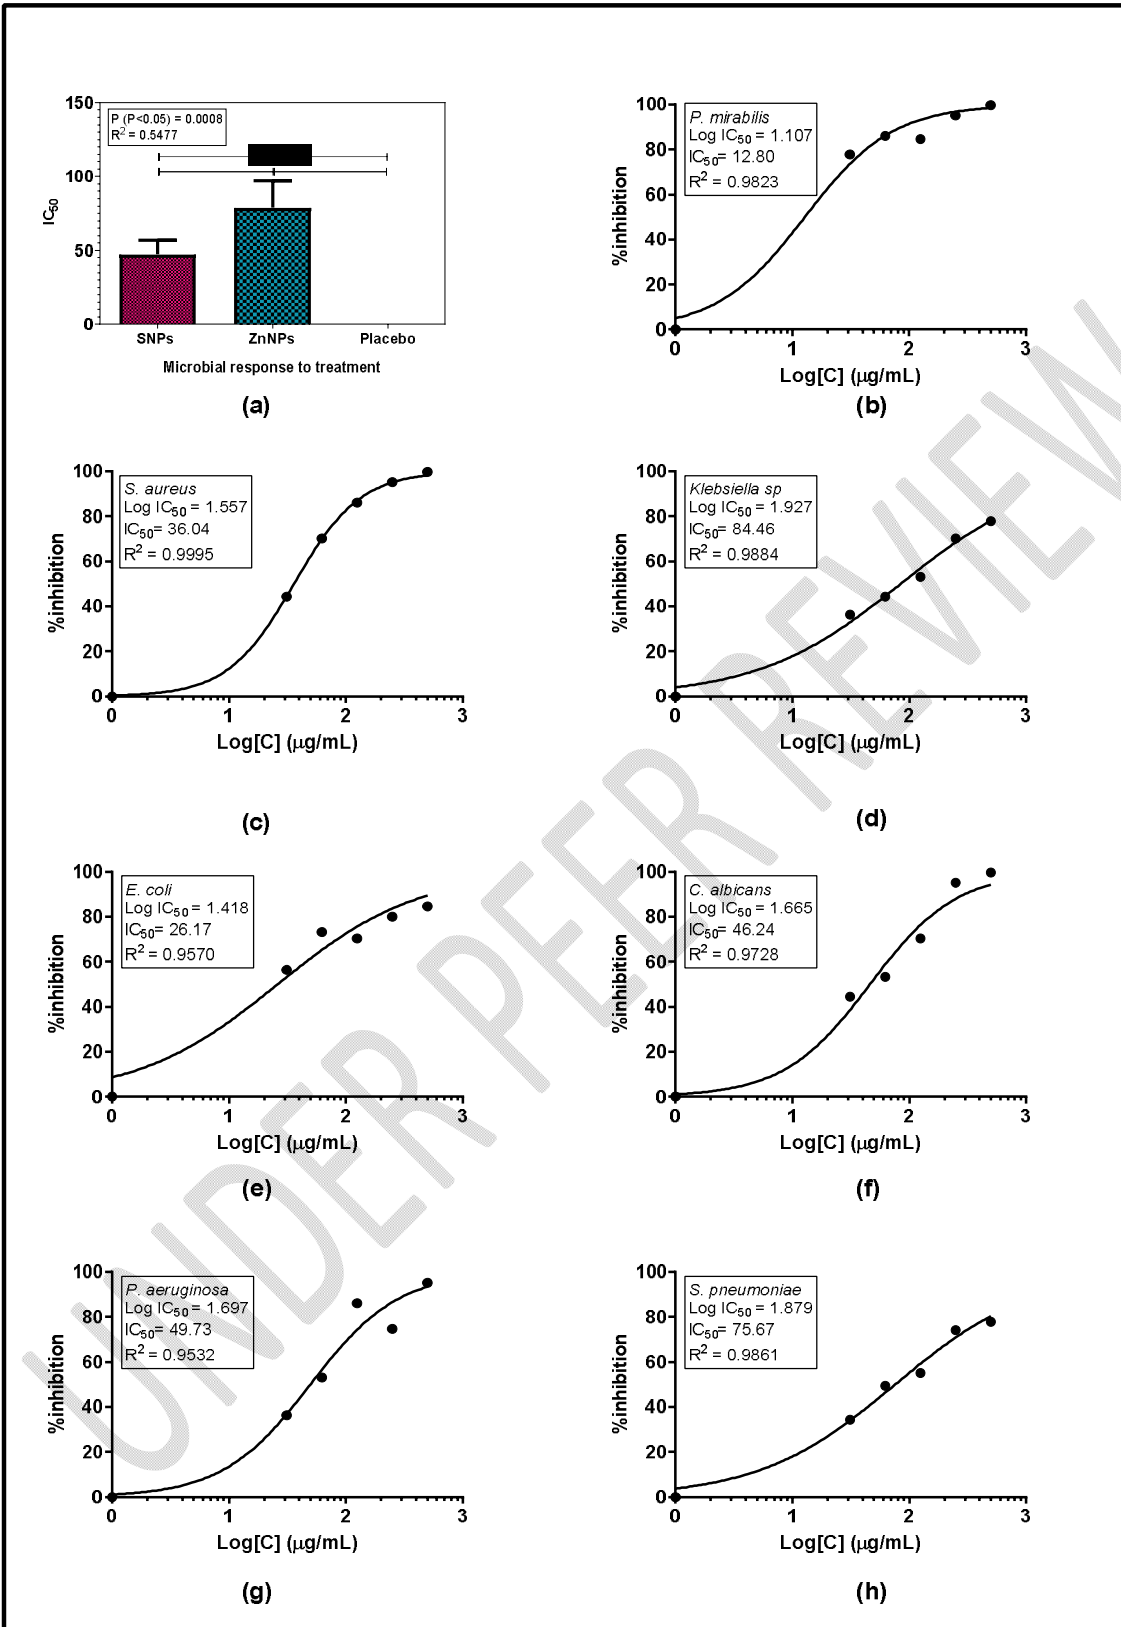 150
100
50
0
IC50
P (P<0.05) = 0.0008
R² = 0.5477
SNPs
ZnNPs
Placebo
Microbial response to treatment
(a)
100
80
60
40
20
0
%inhibition
P. mirabilis
Log IC50 = 1.107
IC50= 12.80
R² = 0.9823
0
1
2
3
Log[C] (μg/mL)
(b)
100
80
60
40
20
0
%inhibition
S. aureus
Log IC50 = 1.557
IC50= 36.04
R² = 0.9995
0
1
2
3
Log[C] (μg/mL)
(c)
100
80
60
40
20
0
%inhibition
Klebsiella sp
Log IC50 = 1.927
IC50= 84.46
R² = 0.9884
0
1
2
3
Log[C] (μg/mL)
(d)
100
80
60
40
20
0
%inhibition
E. coli
Log IC50 = 1.418
IC50= 26.17
R² = 0.9570
0
1
2
3
Log[C] (μg/mL)
(e)
100
80
60
40
20
0
%inhibition
C. albicans
Log IC50 = 1.665
IC50= 46.24
R² = 0.9728
0
1
2
3
Log[C] (μg/mL)
(f)
100
80
60
40
20
0
%inhibition
P. aeruginosa
Log IC50 = 1.697
IC50= 49.73
R² = 0.9532
0
1
2
3
Log[C] (μg/mL)
(g)
100
80
60
40
20
0
%inhibition
S. pneumoniae
Log IC50 = 1.879
IC50= 75.67
R² = 0.9861
0
1
2
3
Log[C] (μg/mL)
(h)
UNDER PEER REVIEW